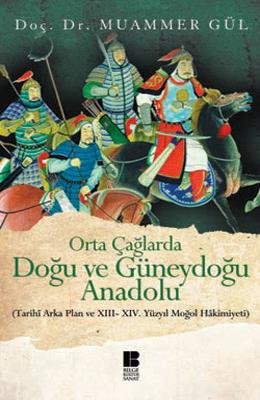 Doç. Dr. MUAMMER GÜL
Orta Çağlarda
Doğu ve Güneydoğu
Anadolu
(Tarihî Arka Plan ve XIII- XIV. Yüzyıl Moğol Hâkimiyeti)
B
BİLGE
KÜLTÜR
SANAT